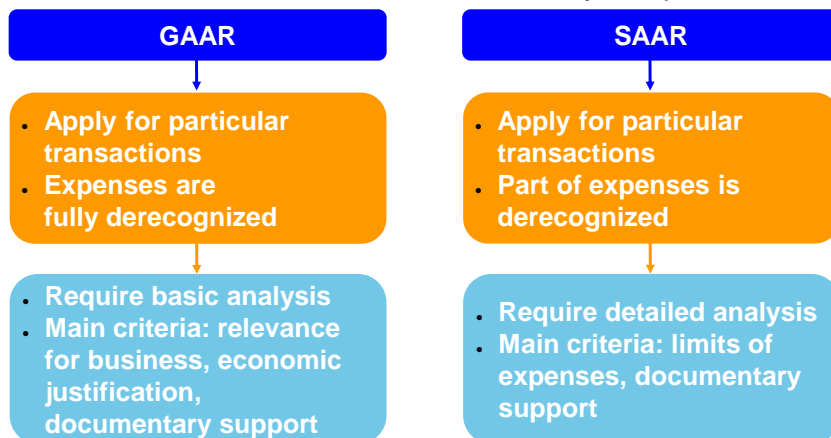 GAAR
• Apply for particular
transactions
• Expenses are
fully derecognized
• Require basic analysis
• Main criteria: relevance
for business, economic
justification,
documentary support
SAAR
• Apply for particular
transactions
• Part of expenses is
derecognized
• Require detailed analysis
• Main criteria: limits of
expenses, documentary
support